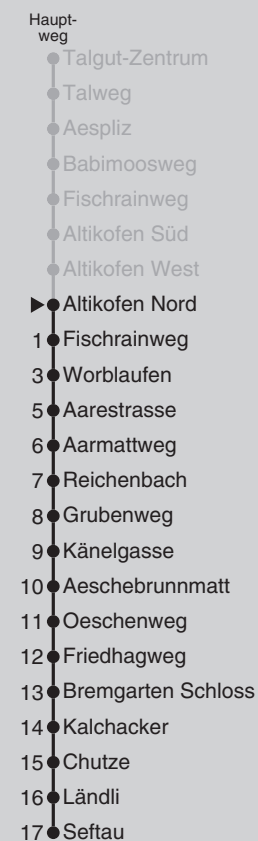 Haupt-
weg
Talgut-Zentrum
Talweg
Aespliz
Babimoosweg
Fischrainweg
Altikofen Süd
Altikofen West
Altikofen Nord
1 Fischrainweg
3 Worblaufen
5 Aarestrasse
6 Aarmattweg
7 Reichenbach
8 Grubenweg
9 Känelgasse
10 Aeschebrunnmatt
11 Oeschenweg
12 Friedhagweg
13 Bremgarten Schloss
14 Kalchacker
15 Chutze
16 Ländli
17 Seftau